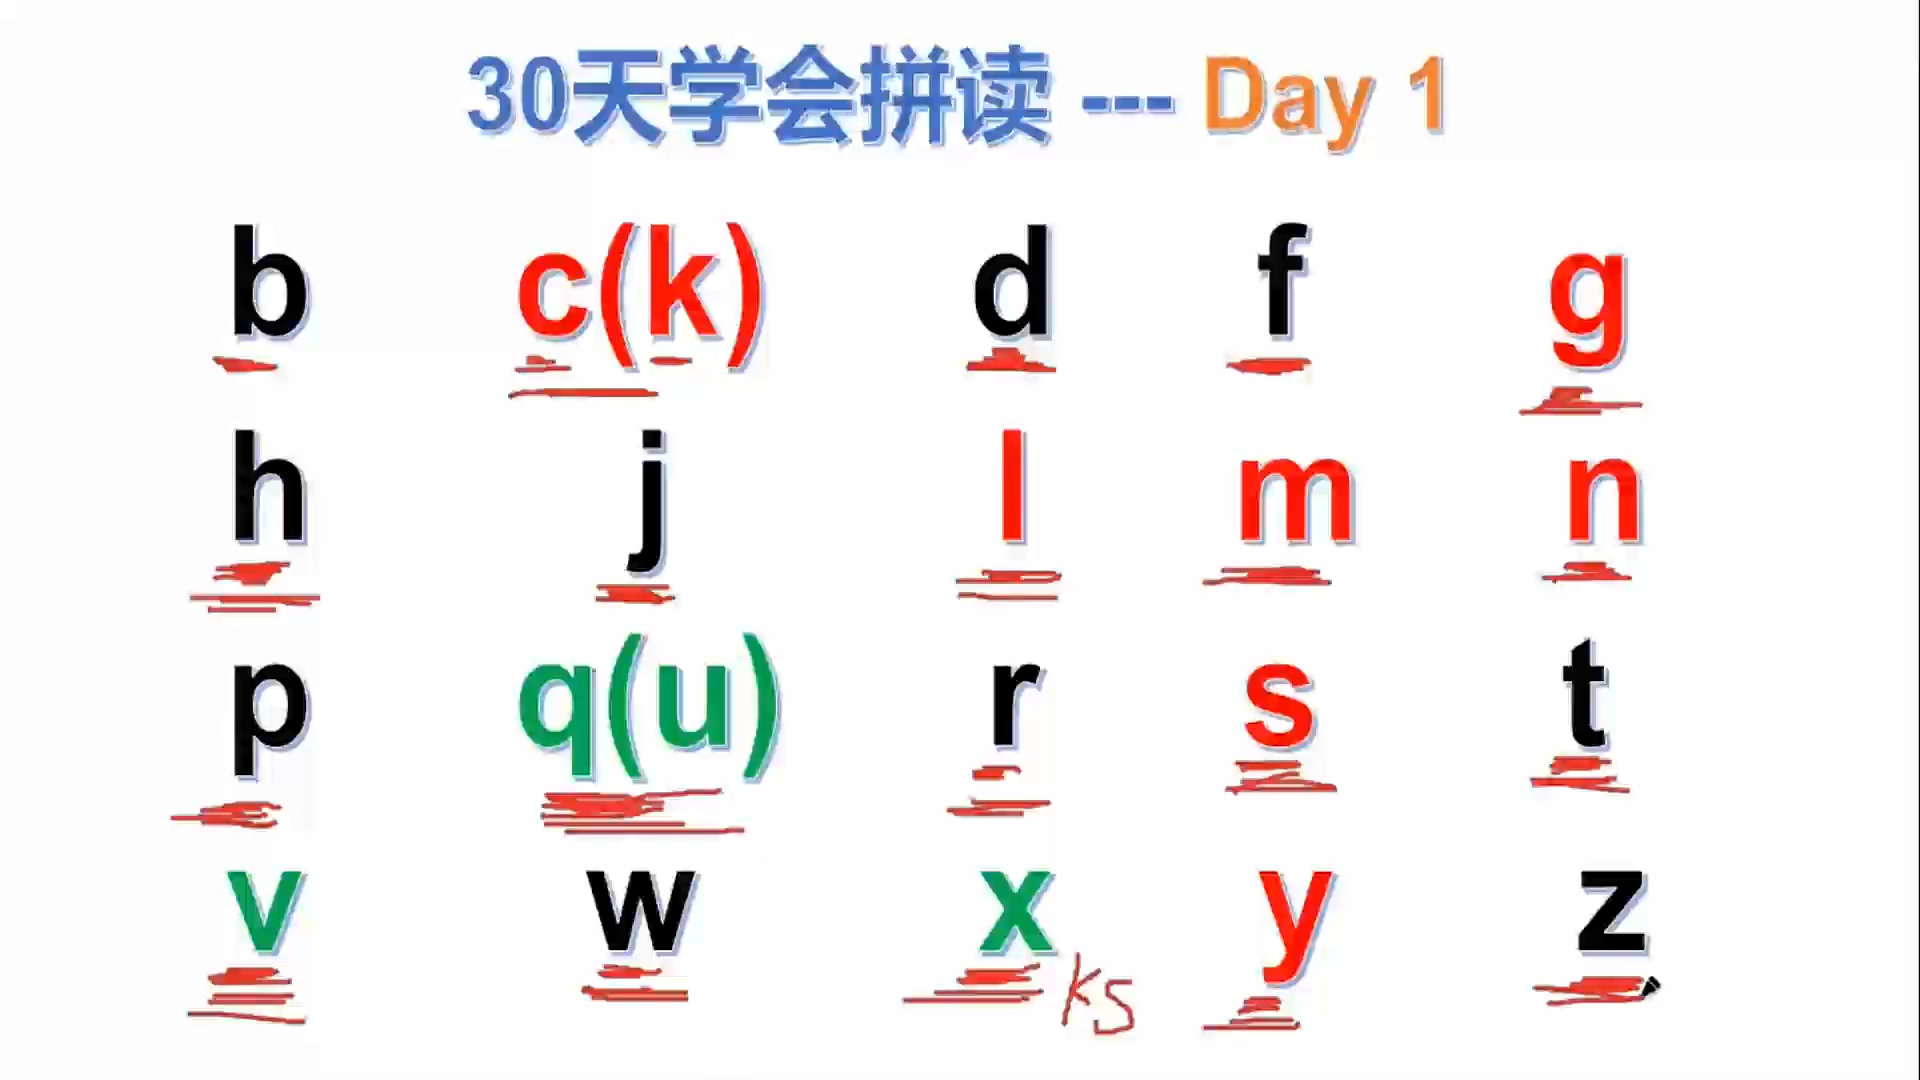 30天学会拼读 --- Day 1
b c(k) d f g
h j l m n
p q(u) r s t
v w x y z
ks